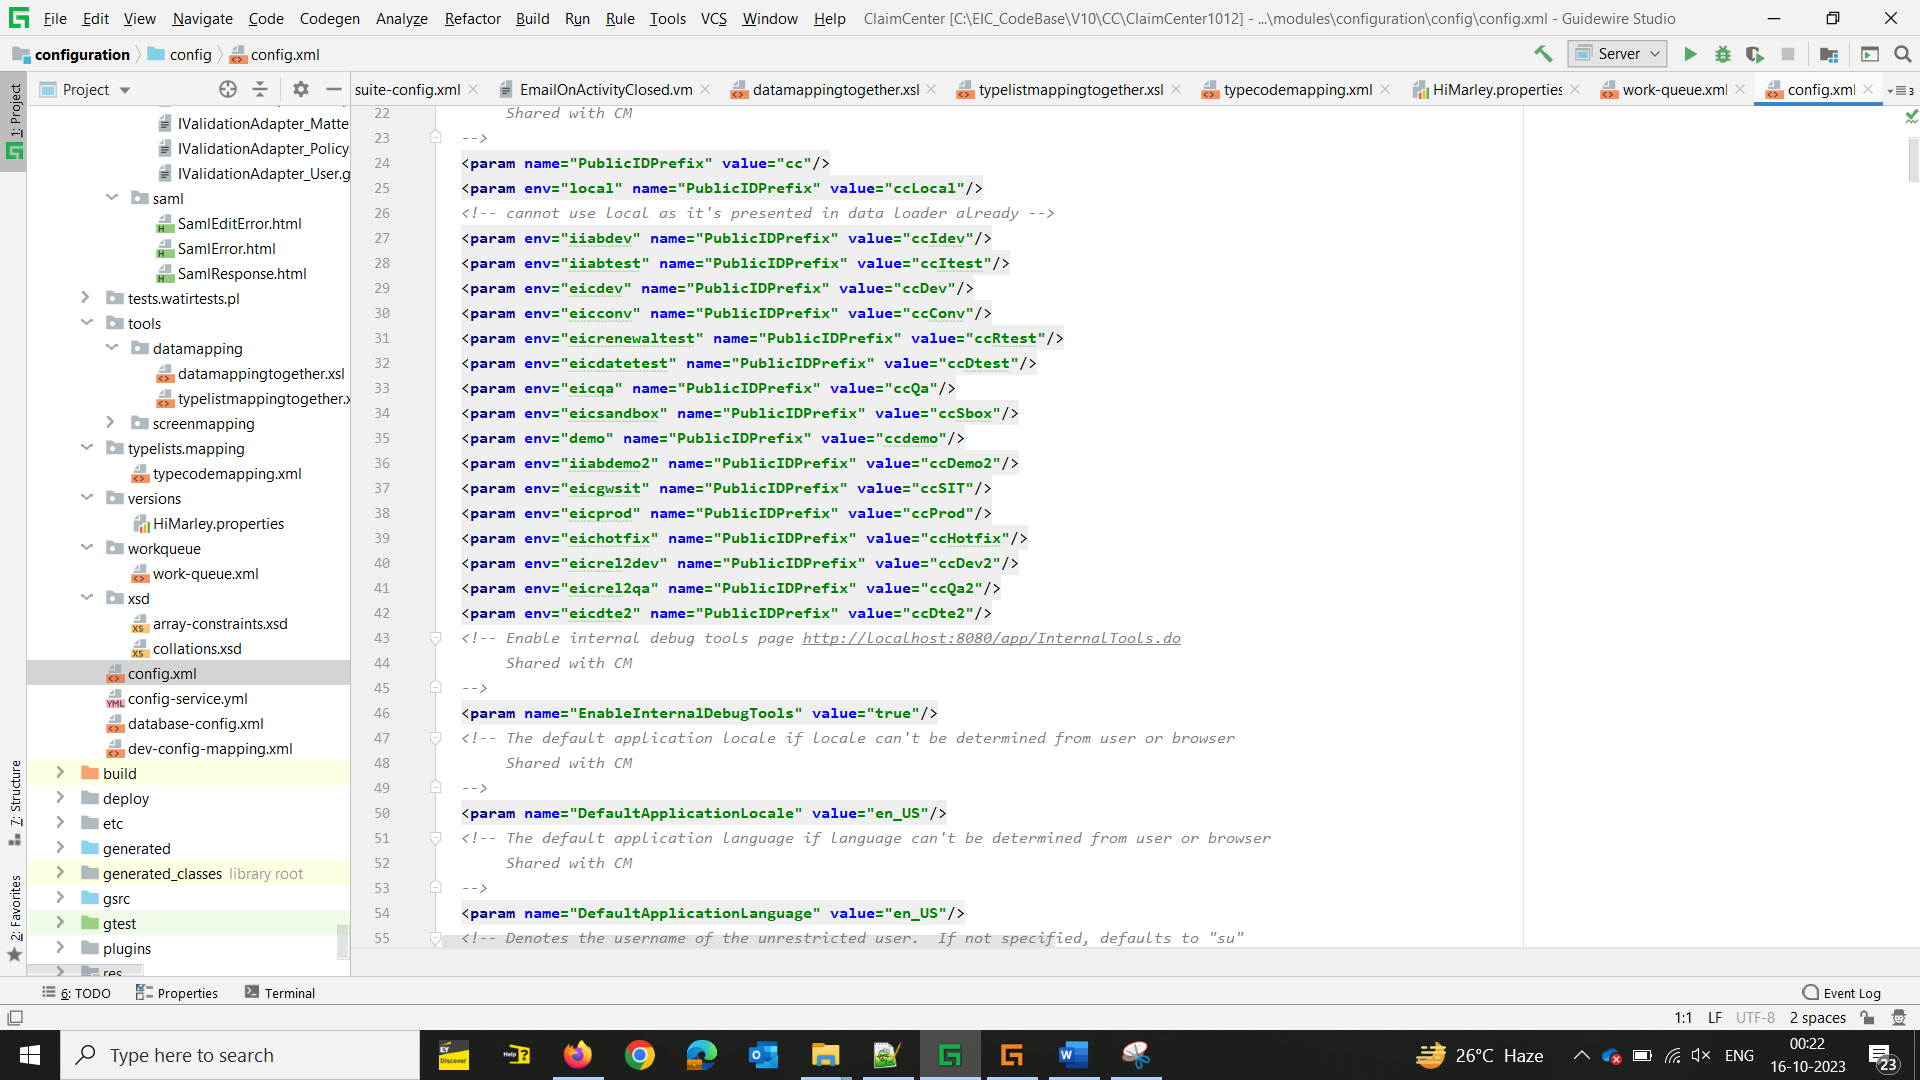 File Edit View Navigate Code Codegen Analyze Refactor Build Run Rule Tools VCS Window Help ClaimCenter [C:\EIC_CodeBase\V10\CC\ClaimCenter1012] - ...\modules\configuration\config\config.xml - Guidewire Studio
configuration config config.xml Server
Project suite-config.xml EmailOnActivityClosed.vm datamappingtogether.xsl typelistmappingtogether.xsl typecodemapping.xml HiMarley.properties work-queue.xml config.xml 3
1: Project
7: Structure
2: Favorites
IValidationAdapter_Matte
IValidationAdapter_Policy
IValidationAdapter_User.g
saml
SamlEditError.html
SamlError.html
SamlResponse.html
tests.watirtests.pl
tools
datamapping
datamappingtogether.xsl
typelistmappingtogether.x
screenmapping
typelists.mapping
typecodemapping.xml
versions
HiMarley.properties
workqueue
work-queue.xml
xsd
array-constraints.xsd
collations.xsd
config.xml
config-service.yml
database-config.xml
dev-config-mapping.xml
build
deploy
etc
generated
generated_classes library root
gsrc
gtest
plugins
res
22 Shared with CM
23 -->
24 <param name="PublicIDPrefix" value="cc"/>
25 <param env="local" name="PublicIDPrefix" value="ccLocal"/>
26 <!-- cannot use local as it's presented in data loader already -->
27 <param env="iiabdev" name="PublicIDPrefix" value="ccIdev"/>
28 <param env="iiabtest" name="PublicIDPrefix" value="ccItest"/>
29 <param env="eicdev" name="PublicIDPrefix" value="ccDev"/>
30 <param env="eicconv" name="PublicIDPrefix" value="ccConv"/>
31 <param env="eicrenewaltest" name="PublicIDPrefix" value="ccRtest"/>
32 <param env="eicdatetest" name="PublicIDPrefix" value="ccDtest"/>
33 <param env="eicqa" name="PublicIDPrefix" value="ccQa"/>
34 <param env="eicsandbox" name="PublicIDPrefix" value="ccSbox"/>
35 <param env="demo" name="PublicIDPrefix" value="ccdemo"/>
36 <param env="iiabdemo2" name="PublicIDPrefix" value="ccDemo2"/>
37 <param env="eicgwsit" name="PublicIDPrefix" value="ccSIT"/>
38 <param env="eicprod" name="PublicIDPrefix" value="ccProd"/>
39 <param env="eichotfix" name="PublicIDPrefix" value="ccHotfix"/>
40 <param env="eicrel2dev" name="PublicIDPrefix" value="ccDev2"/>
41 <param env="eicrel2qa" name="PublicIDPrefix" value="ccQa2"/>
42 <param env="eicdte2" name="PublicIDPrefix" value="ccDte2"/>
43 <!-- Enable internal debug tools page http://localhost:8080/app/InternalTools.do
44 Shared with CM
45 -->
46 <param name="EnableInternalDebugTools" value="true"/>
47 <!-- The default application locale if locale can't be determined from user or browser
48 Shared with CM
49 -->
50 <param name="DefaultApplicationLocale" value="en_US"/>
51 <!-- The default application language if language can't be determined from user or browser
52 Shared with CM
53 -->
54 <param name="DefaultApplicationLanguage" value="en_US"/>
55 <!-- Denotes the username of the unrestricted user. If not specified, defaults to "su"
6: TODO Properties Terminal Event Log
1:1 LF UTF-8 2 spaces
Type here to search EY Discover Help? 26°C Haze ENG 00:22
16-10-2023 23